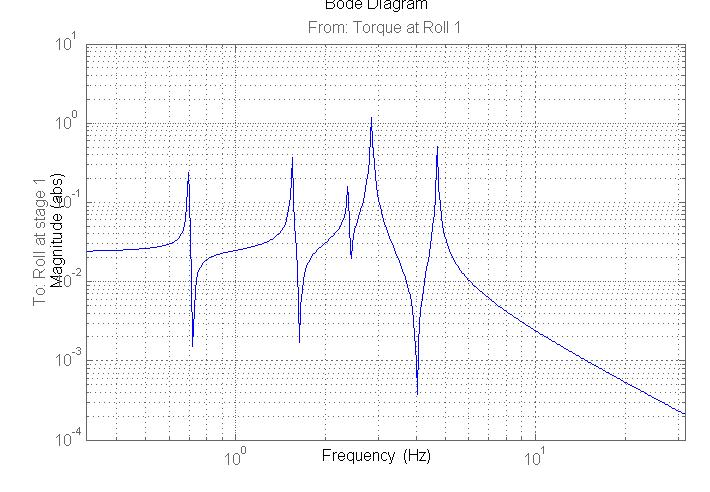 Bode Diagram
From: Torque at Roll 1
To: Roll at stage 1
Magnitude (abs)
10^1
10^0
10^-1
10^-2
10^-3
10^-4
10^0
10^1
Frequency (Hz)